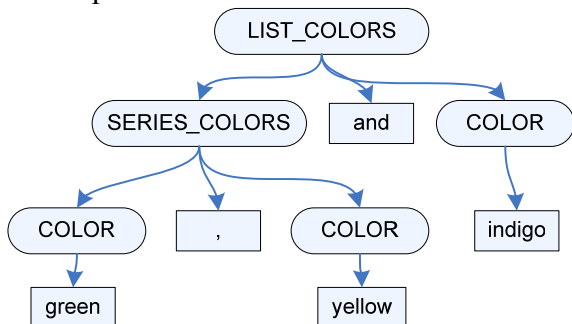 LIST_COLORS
SERIES_COLORS and COLOR
COLOR , COLOR indigo
green yellow